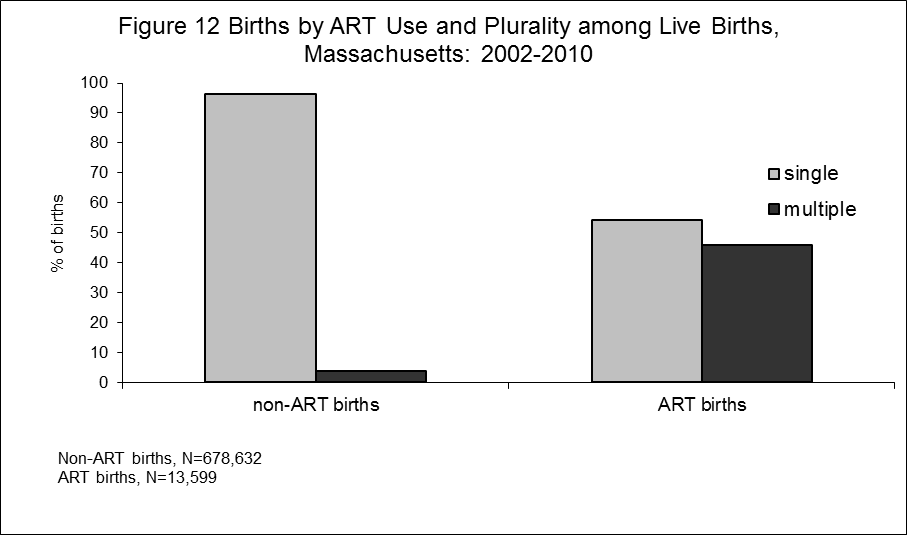 Figure 12 Births by ART Use and Plurality among Live Births,
Massachusetts: 2002-2010
100
90
80
70
60
50
40
30
20
10
0
% of births
single
multiple
non-ART births
ART births
Non-ART births, N=678,632
ART births, N=13,599